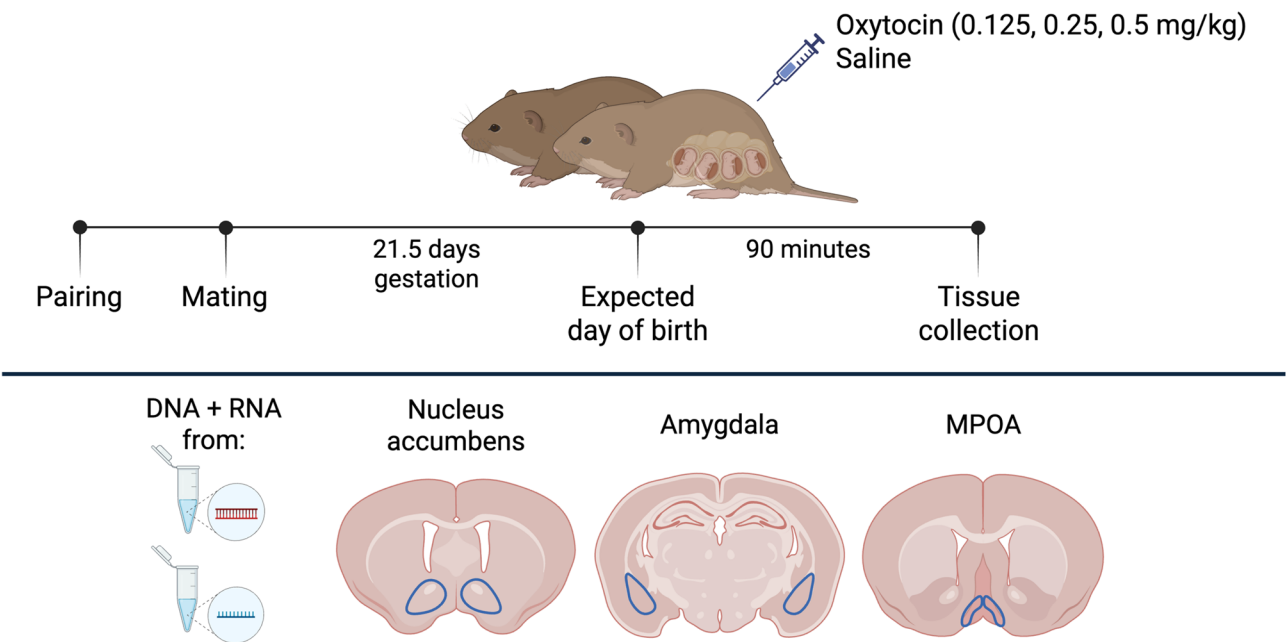 Oxytocin (0.125, 0.25, 0.5 mg/kg)
Saline
21.5 days
gestation
90 minutes
Pairing
Mating
Expected
day of birth
Tissue
collection
DNA + RNA
from:
Nucleus
accumbens
Amygdala
MPOA